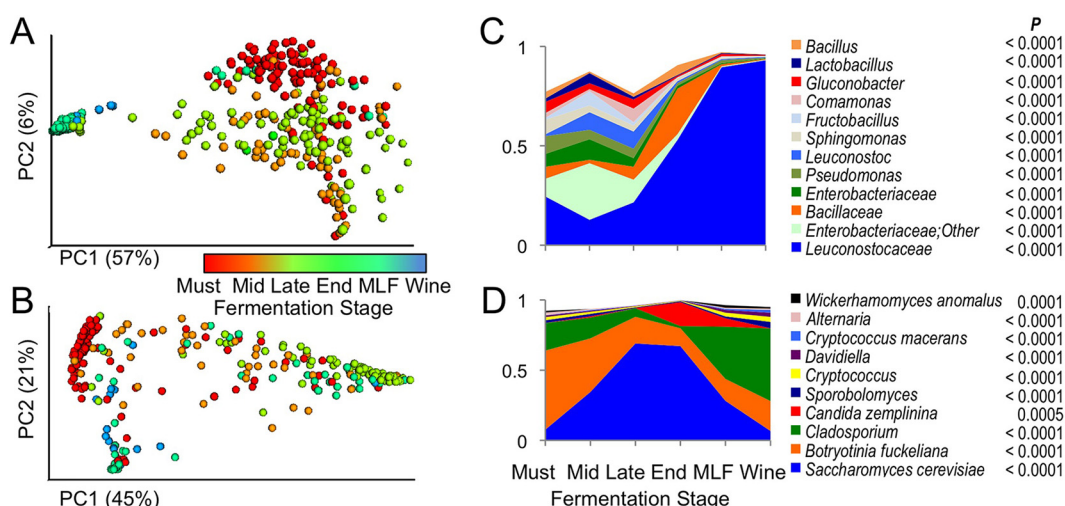 A
PC2 (6%)
PC1 (57%)
Must Mid Late End MLF Wine
Fermentation Stage
B
PC2 (21%)
PC1 (45%)
C
1
0.5
0
P
Bacillus < 0.0001
Lactobacillus < 0.0001
Gluconobacter < 0.0001
Comamonas < 0.0001
Fructobacillus < 0.0001
Sphingomonas < 0.0001
Leuconostoc < 0.0001
Pseudomonas < 0.0001
Enterobacteriaceae < 0.0001
Bacillaceae < 0.0001
Enterobacteriaceae;Other < 0.0001
Leuconostocaceae < 0.0001
D
1
0.5
0
Must Mid Late End MLF Wine
Fermentation Stage
Wickerhamomyces anomalus 0.0001
Alternaria < 0.0001
Cryptococcus macerans < 0.0001
Davidiella < 0.0001
Cryptococcus < 0.0001
Sporobolomyces < 0.0001
Candida zemplinina 0.0005
Cladosporium < 0.0001
Botryotinia fuckeliana < 0.0001
Saccharomyces cerevisiae < 0.0001